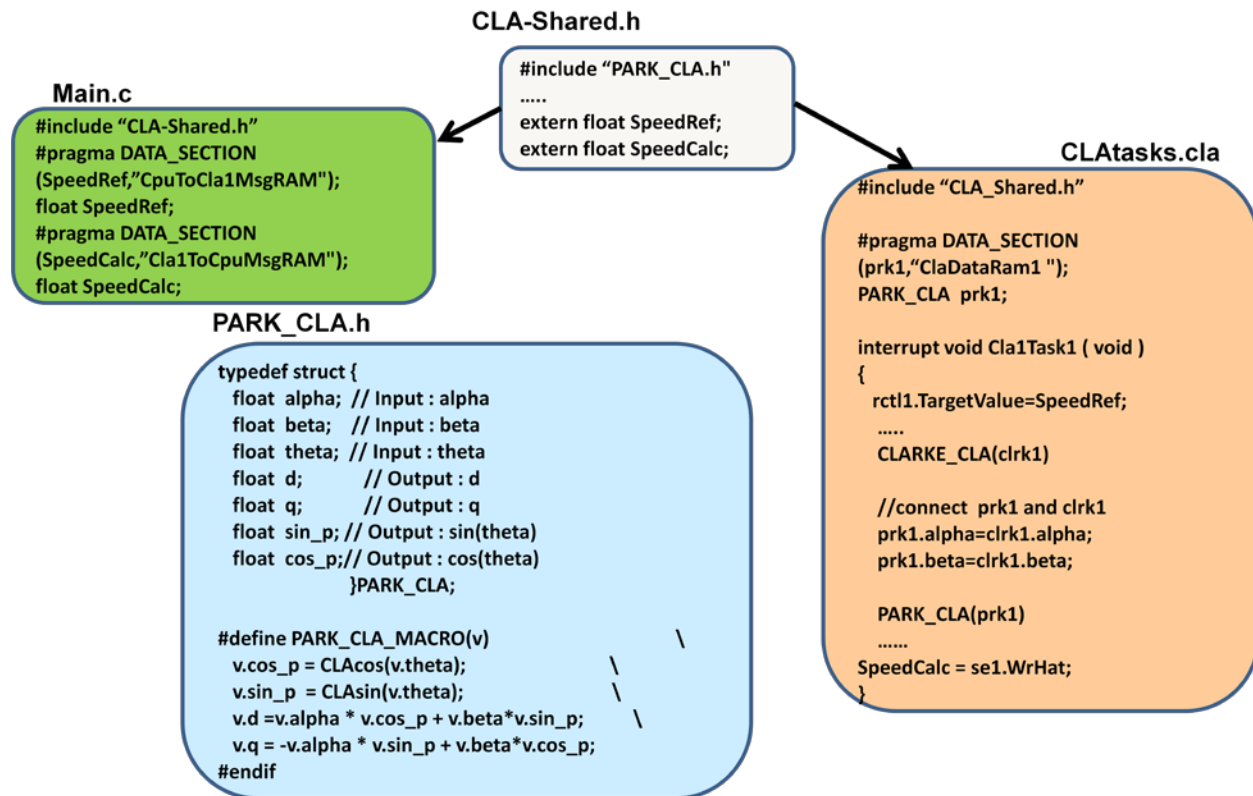 CLA-Shared.h
#include “PARK_CLA.h"
…..
extern float SpeedRef;
extern float SpeedCalc;
Main.c
#include “CLA-Shared.h”
#pragma DATA_SECTION
(SpeedRef,”CpuToCla1MsgRAM");
float SpeedRef;
#pragma DATA_SECTION
(SpeedCalc,”Cla1ToCpuMsgRAM");
float SpeedCalc;
CLAtasks.cla
#include “CLA_Shared.h”
#pragma DATA_SECTION
(prk1,“ClaDataRam1 ");
PARK_CLA prk1;
interrupt void Cla1Task1 ( void )
{
rctl1.TargetValue=SpeedRef;
…..
CLARKE_CLA(clrk1)
//connect prk1 and clrk1
prk1.alpha=clrk1.alpha;
prk1.beta=clrk1.beta;
PARK_CLA(prk1)
……
SpeedCalc = se1.WrHat;
}
PARK_CLA.h
typedef struct {
float alpha; // Input : alpha
float beta; // Input : beta
float theta; // Input : theta
float d; // Output : d
float q; // Output : q
float sin_p; // Output : sin(theta)
float cos_p;// Output : cos(theta)
}PARK_CLA;
#define PARK_CLA_MACRO(v) \
v.cos_p = CLAcos(v.theta); \
v.sin_p = CLAsin(v.theta); \
v.d =v.alpha * v.cos_p + v.beta*v.sin_p; \
v.q = -v.alpha * v.sin_p + v.beta*v.cos_p;
#endif